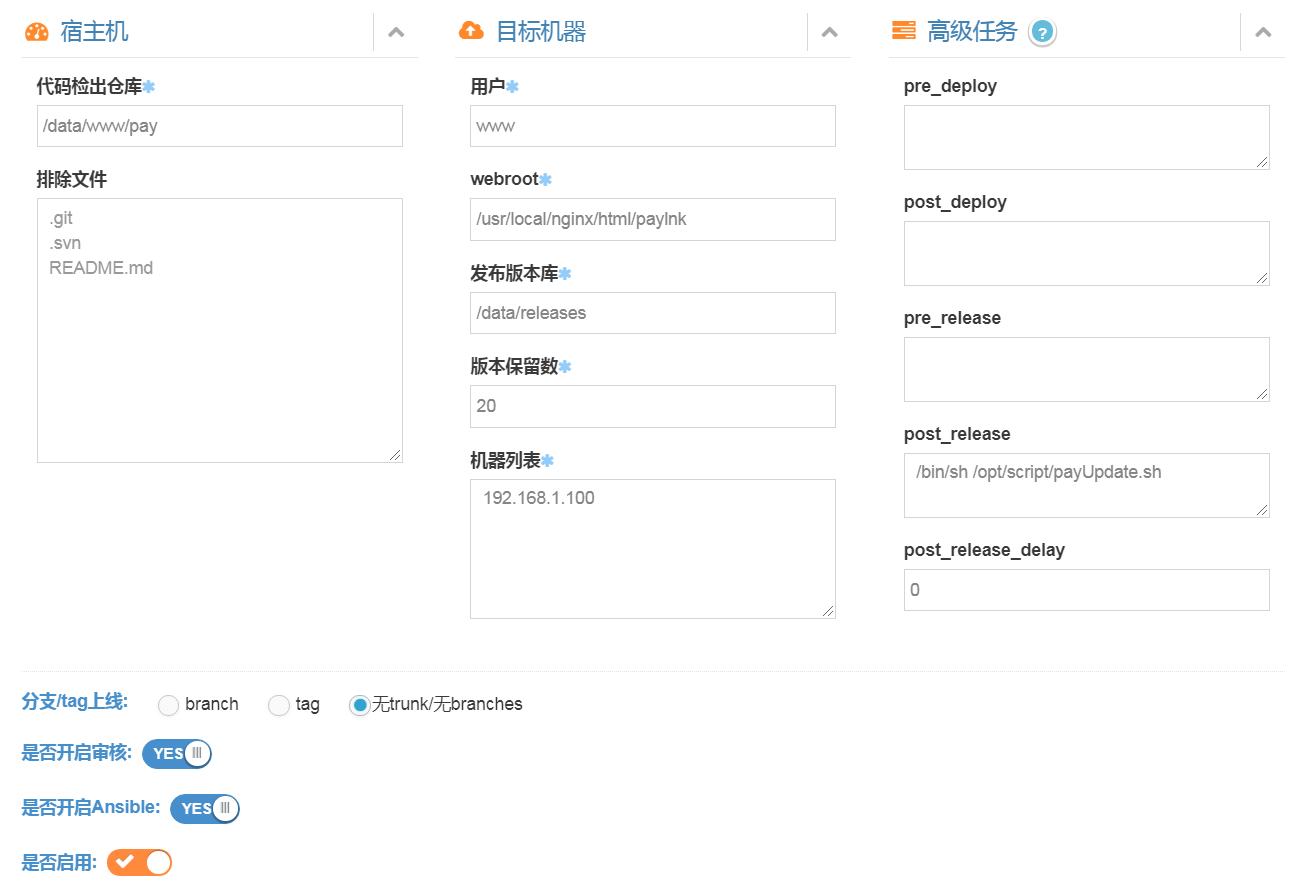 宿主机
代码检出仓库✱
/data/www/pay
排除文件
.git
.svn
README.md
目标机器
用户✱
www
webroot✱
/usr/local/nginx/html/paylnk
发布版本库✱
/data/releases
版本保留数✱
20
机器列表✱
192.168.1.100
高级任务 ?
pre_deploy
post_deploy
pre_release
post_release
/bin/sh /opt/script/payUpdate.sh
post_release_delay
0
分支/tag上线: branch tag 无trunk/无branches
是否开启审核: YES
是否开启Ansible: YES
是否启用: